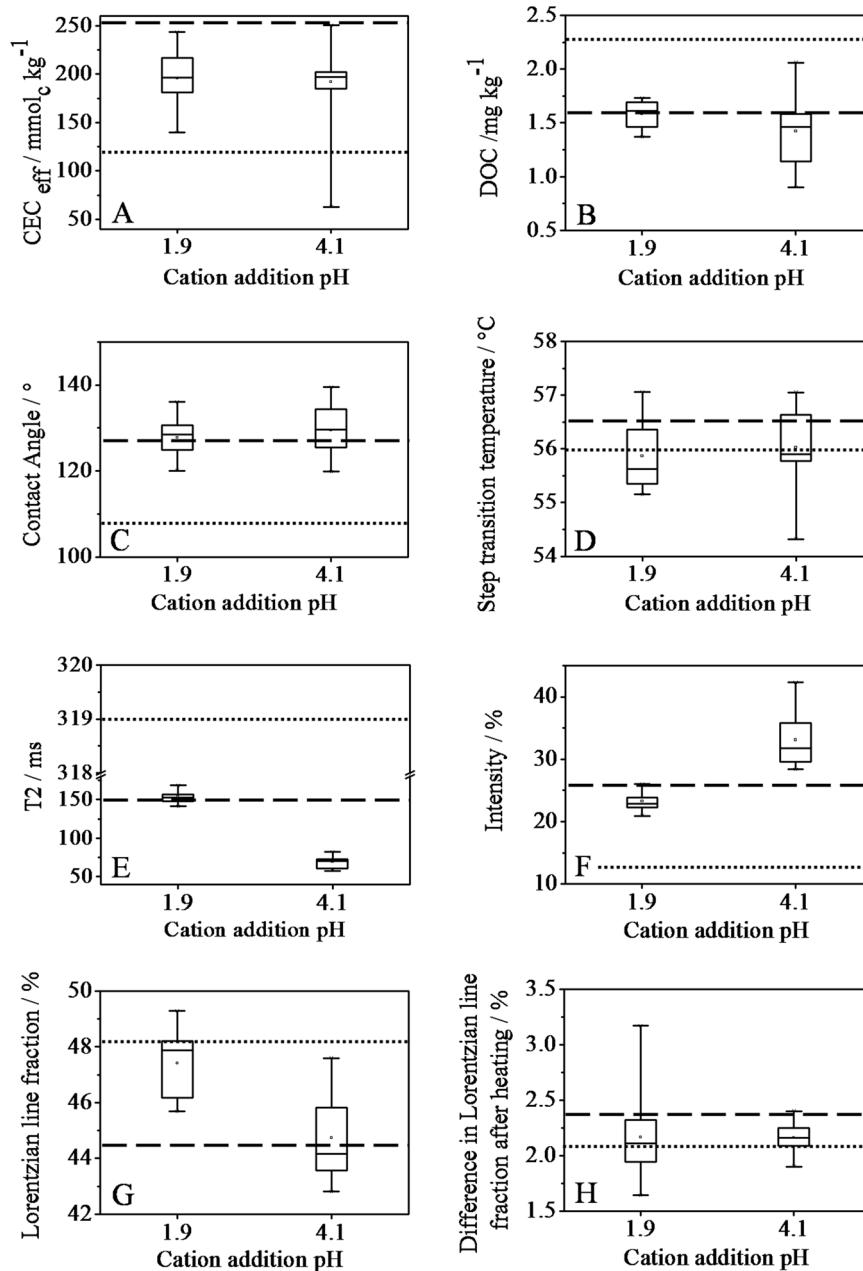 CEC eff / mmolc kg-1
250
200
150
100
50
A
1.9 4.1
Cation addition pH
DOC /mg kg-1
2.5
2.0
1.5
1.0
0.5
B
1.9 4.1
Cation addition pH
Contact Angle / °
140
120
100
C
1.9 4.1
Cation addition pH
Step transition temperature / °C
58
57
56
55
54
D
1.9 4.1
Cation addition pH
T2 / ms
320
319
318
150
100
50
E
1.9 4.1
Cation addition pH
Intensity / %
40
30
20
10
F
1.9 4.1
Cation addition pH
Lorentzian line fraction / %
50
48
46
44
42
G
1.9 4.1
Cation addition pH
Difference in Lorentzian line
fraction after heating / %
3.5
3.0
2.5
2.0
1.5
H
1.9 4.1
Cation addition pH